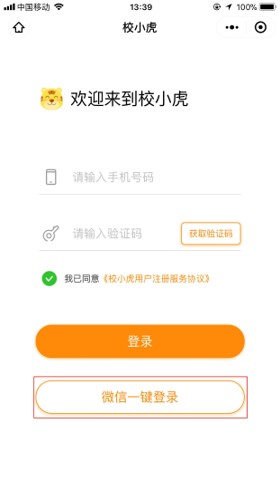 中国移动 13:39 100%
校小虎
欢迎来到校小虎
请输入手机号码
请输入验证码 获取验证码
我已同意《校小虎用户注册服务协议》
登录
微信一键登录